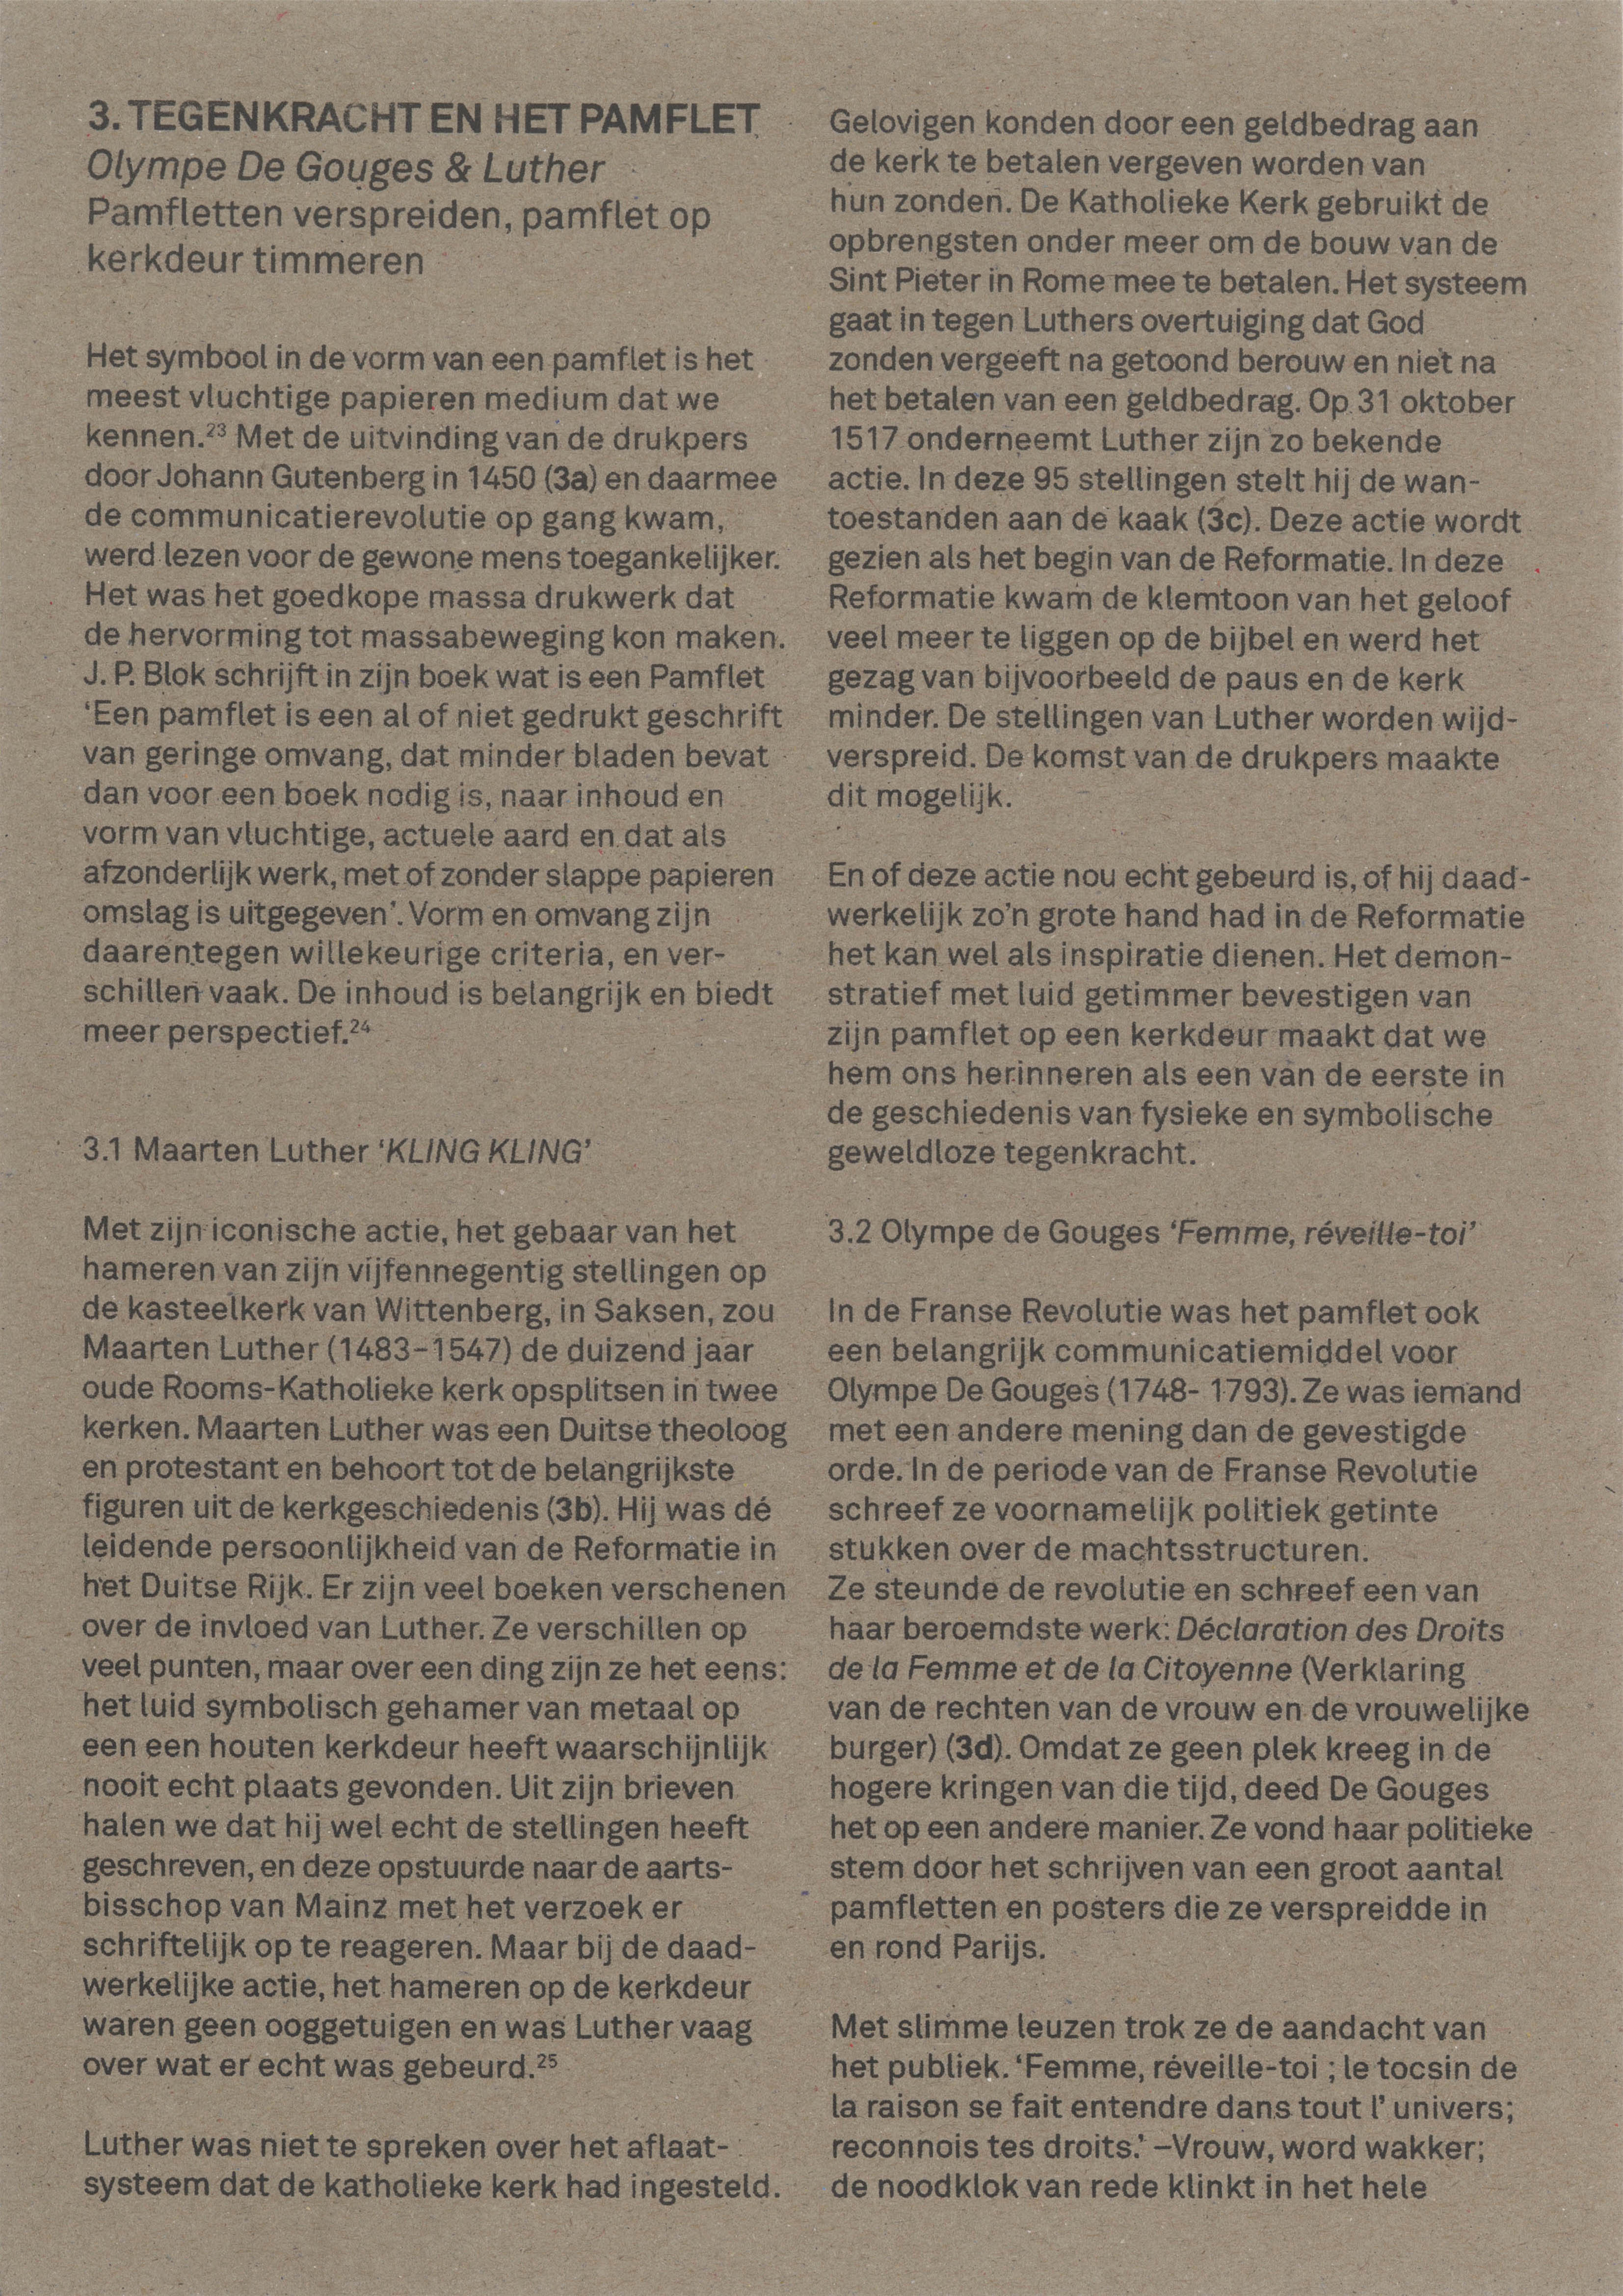 3. TEGENKRACHT EN HET PAMFLET
Olympe De Gouges & Luther
Pamfletten verspreiden, pamflet op
kerkdeur timmeren
Het symbool in de vorm van een pamflet is het
meest vluchtige papieren medium dat we
kennen.²³ Met de uitvinding van de drukpers
door Johann Gutenberg in 1450 (3a) en daarmee
de communicatierevolutie op gang kwam,
werd lezen voor de gewone mens toegankelijker.
Het was het goedkope massa drukwerk dat
de hervorming tot massabeweging kon maken.
J. P. Blok schrijft in zijn boek wat is een Pamflet
‘Een pamflet is een al of niet gedrukt geschrift
van geringe omvang, dat minder bladen bevat
dan voor een boek nodig is, naar inhoud en
vorm van vluchtige, actuele aard en dat als
afzonderlijk werk, met of zonder slappe papieren
omslag is uitgegeven’. Vorm en omvang zijn
daarentegen willekeurige criteria, en ver-
schillen vaak. De inhoud is belangrijk en biedt
meer perspectief.²⁴
3.1 Maarten Luther ‘KLING KLING’
Met zijn iconische actie, het gebaar van het
hameren van zijn vijfennegentig stellingen op
de kasteelkerk van Wittenberg, in Saksen, zou
Maarten Luther (1483-1547) de duizend jaar
oude Rooms-Katholieke kerk opsplitsen in twee
kerken. Maarten Luther was een Duitse theoloog
en protestant en behoort tot de belangrijkste
figuren uit de kerkgeschiedenis (3b). Hij was dé
leidende persoonlijkheid van de Reformatie in
het Duitse Rijk. Er zijn veel boeken verschenen
over de invloed van Luther. Ze verschillen op
veel punten, maar over een ding zijn ze het eens:
het luid symbolisch gehamer van metaal op
een een houten kerkdeur heeft waarschijnlijk
nooit echt plaats gevonden. Uit zijn brieven
halen we dat hij wel echt de stellingen heeft
geschreven, en deze opstuurde naar de aarts-
bisschop van Mainz met het verzoek er
schriftelijk op te reageren. Maar bij de daad-
werkelijke actie, het hameren op de kerkdeur
waren geen ooggetuigen en was Luther vaag
over wat er echt was gebeurd.²⁵
Luther was niet te spreken over het aflaat-
systeem dat de katholieke kerk had ingesteld.
Gelovigen konden door een geldbedrag aan
de kerk te betalen vergeven worden van
hun zonden. De Katholieke Kerk gebruikt de
opbrengsten onder meer om de bouw van de
Sint Pieter in Rome mee te betalen. Het systeem
gaat in tegen Luthers overtuiging dat God
zonden vergeeft na getoond berouw en niet na
het betalen van een geldbedrag. Op 31 oktober
1517 onderneemt Luther zijn zo bekende
actie. In deze 95 stellingen stelt hij de wan-
toestanden aan de kaak (3c). Deze actie wordt
gezien als het begin van de Reformatie. In deze
Reformatie kwam de klemtoon van het geloof
veel meer te liggen op de bijbel en werd het
gezag van bijvoorbeeld de paus en de kerk
minder. De stellingen van Luther worden wijd-
verspreid. De komst van de drukpers maakte
dit mogelijk.
En of deze actie nou echt gebeurd is, of hij daad-
werkelijk zo’n grote hand had in de Reformatie
het kan wel als inspiratie dienen. Het demon-
stratief met luid getimmer bevestigen van
zijn pamflet op een kerkdeur maakt dat we
hem ons herinneren als een van de eerste in
de geschiedenis van fysieke en symbolische
geweldloze tegenkracht.
3.2 Olympe de Gouges ‘Femme, réveille-toi’
In de Franse Revolutie was het pamflet ook
een belangrijk communicatiemiddel voor
Olympe De Gouges (1748- 1793). Ze was iemand
met een andere mening dan de gevestigde
orde. In de periode van de Franse Revolutie
schreef ze voornamelijk politiek getinte
stukken over de machtsstructuren.
Ze steunde de revolutie en schreef een van
haar beroemdste werk: Déclaration des Droits
de la Femme et de la Citoyenne (Verklaring
van de rechten van de vrouw en de vrouwelijke
burger) (3d). Omdat ze geen plek kreeg in de
hogere kringen van die tijd, deed De Gouges
het op een andere manier. Ze vond haar politieke
stem door het schrijven van een groot aantal
pamfletten en posters die ze verspreidde in
en rond Parijs.
Met slimme leuzen trok ze de aandacht van
het publiek. ‘Femme, réveille-toi ; le tocsin de
la raison se fait entendre dans tout l’ univers;
reconnois tes droits.’ –Vrouw, word wakker;
de noodklok van rede klinkt in het hele